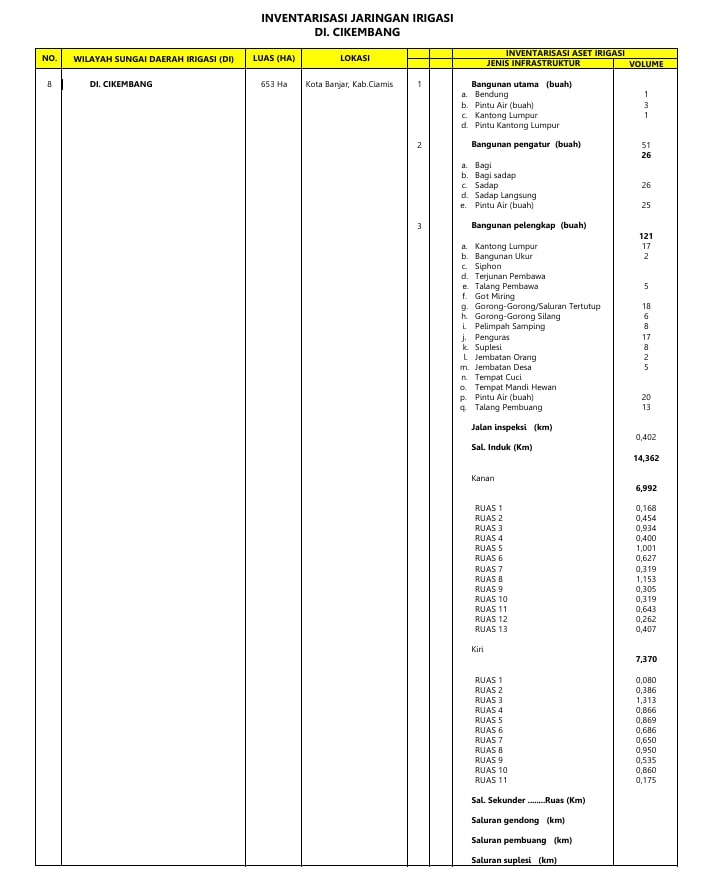 INVENTARISASI JARINGAN IRIGASI
DI. CIKEMBANG
NO. WILAYAH SUNGAI DAERAH IRIGASI (DI) LUAS (HA) LOKASI INVENTARISASI ASET IRIGASI
JENIS INFRASTRUKTUR VOLUME
8 DI. CIKEMBANG 653 Ha Kota Banjar, Kab.Ciamis 1 Bangunan utama (buah)
a. Bendung 1
b. Pintu Air (buah) 3
c. Kantong Lumpur 1
d. Pintu Kantong Lumpur
2 Bangunan pengatur (buah) 51
26
a. Bagi
b. Bagi sadap
c. Sadap 26
d. Sadap Langsung
e. Pintu Air (buah) 25
3 Bangunan pelengkap (buah)
121
a. Kantong Lumpur 17
b. Bangunan Ukur 2
c. Siphon
d. Terjunan Pembawa
e. Talang Pembawa 5
f. Got Miring
g. Gorong-Gorong/Saluran Tertutup 18
h. Gorong-Gorong Silang 6
i. Pelimpah Samping 8
j. Penguras 17
k. Suplesi 8
l. Jembatan Orang 2
m. Jembatan Desa 5
n. Tempat Cuci
o. Tempat Mandi Hewan
p. Pintu Air (buah) 20
q. Talang Pembuang 13
Jalan inspeksi (km)
0,402
Sal. Induk (Km)
14,362
Kanan
6,992
RUAS 1 0,168
RUAS 2 0,454
RUAS 3 0,934
RUAS 4 0,400
RUAS 5 1,001
RUAS 6 0,627
RUAS 7 0,319
RUAS 8 1,153
RUAS 9 0,305
RUAS 10 0,319
RUAS 11 0,643
RUAS 12 0,262
RUAS 13 0,407
Kiri
7,370
RUAS 1 0,080
RUAS 2 0,386
RUAS 3 1,313
RUAS 4 0,866
RUAS 5 0,869
RUAS 6 0,686
RUAS 7 0,650
RUAS 8 0,950
RUAS 9 0,535
RUAS 10 0,860
RUAS 11 0,175
Sal. Sekunder ........Ruas (Km)
Saluran gendong (km)
Saluran pembuang (km)
Saluran suplesi (km)